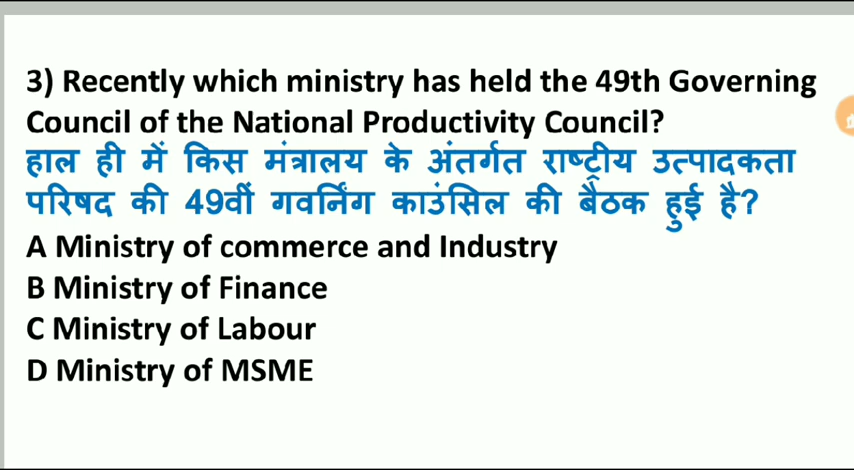 3) Recently which ministry has held the 49th Governing
Council of the National Productivity Council?
हाल ही में किस मंत्रालय के अंतर्गत राष्ट्रीय उत्पादकता
परिषद की 49वीं गवर्निंग काउंसिल की बैठक हुई है?
A Ministry of commerce and Industry
B Ministry of Finance
C Ministry of Labour
D Ministry of MSME